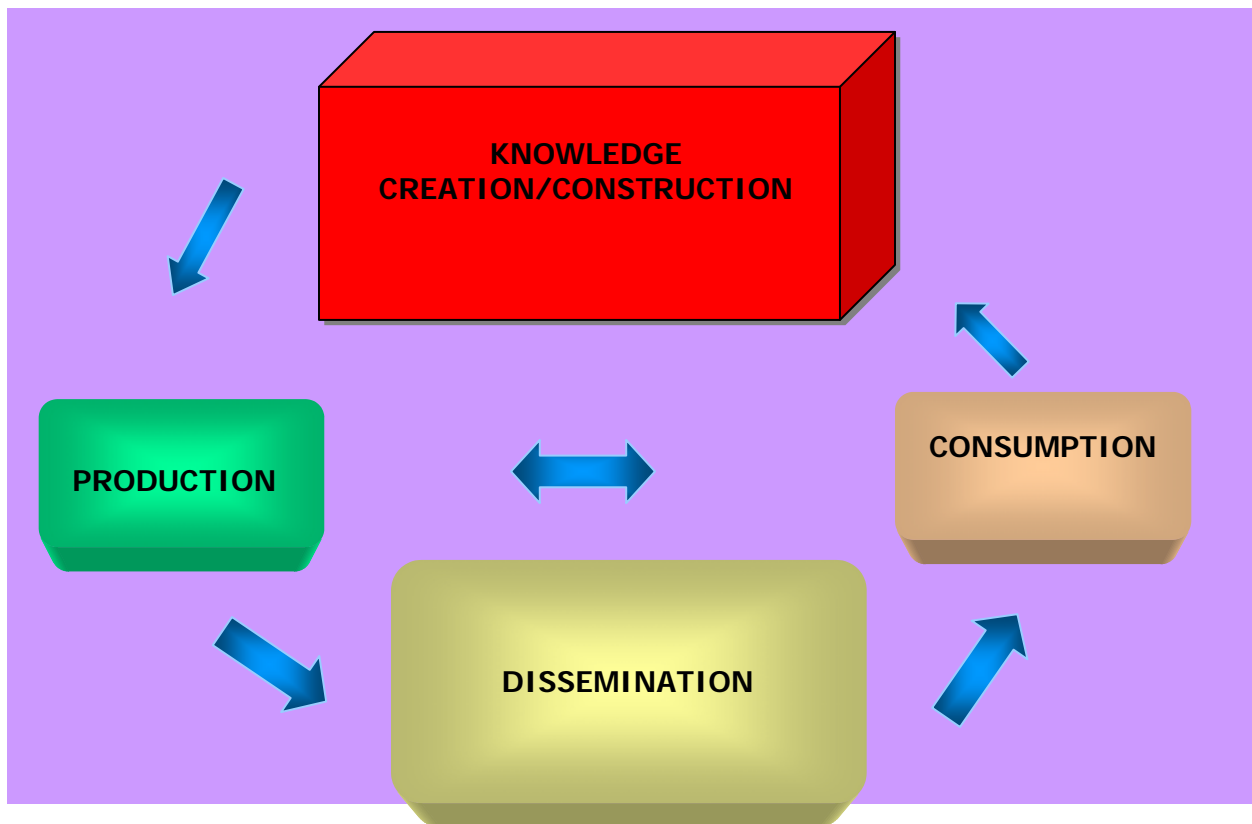 KNOWLEDGE
CREATION/CONSTRUCTION
PRODUCTION
CONSUMPTION
DISSEMINATION